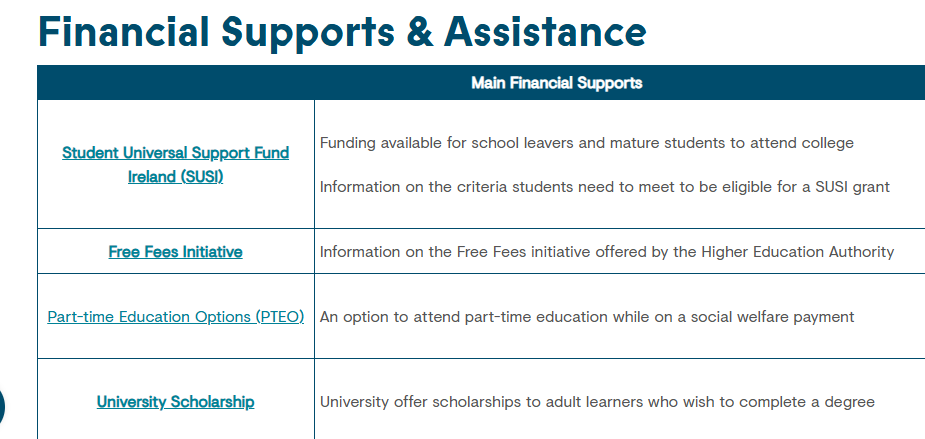 Financial Supports & Assistance
Main Financial Supports
Student Universal Support Fund
Ireland (SUSI)
Funding available for school leavers and mature students to attend college
Information on the criteria students need to meet to be eligible for a SUSI grant
Free Fees Initiative
Information on the Free Fees initiative offered by the Higher Education Authority
Part-time Education Options (PTEO)
An option to attend part-time education while on a social welfare payment
University Scholarship
University offer scholarships to adult learners who wish to complete a degree